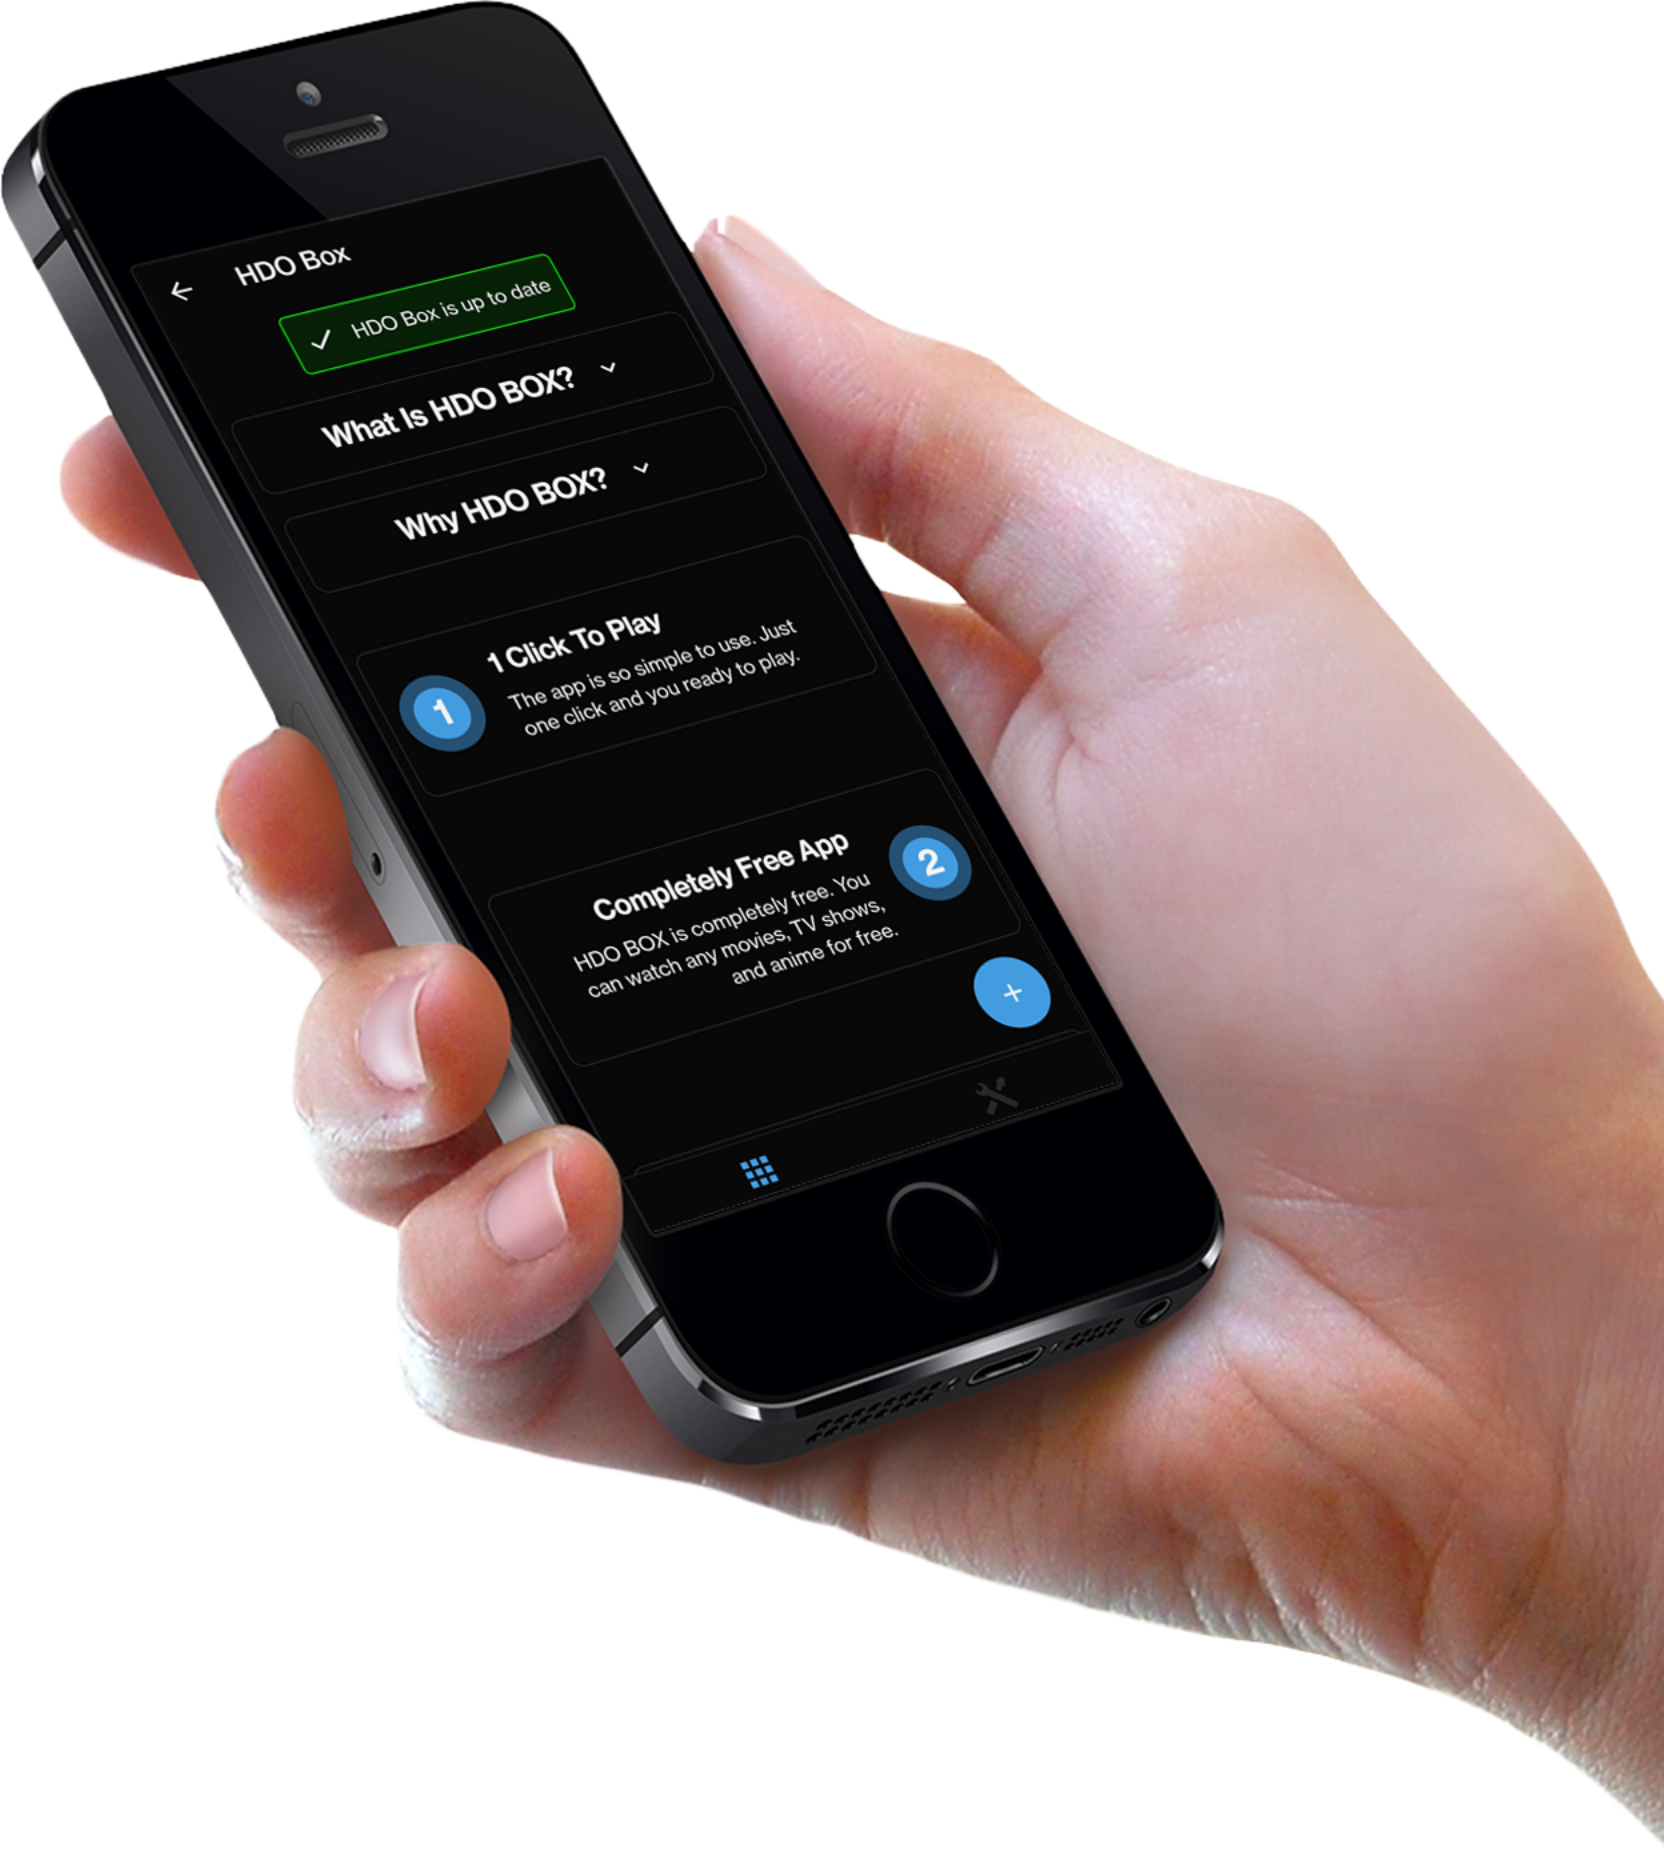 HDO Box
HDO Box is up to date
What Is HDO BOX?
Why HDO BOX?
1 Click To Play
1
The app is so simple to use. Just
one click and you ready to play.
Completely Free App
2
HDO BOX is completely free. You
can watch any movies, TV shows,
and anime for free.